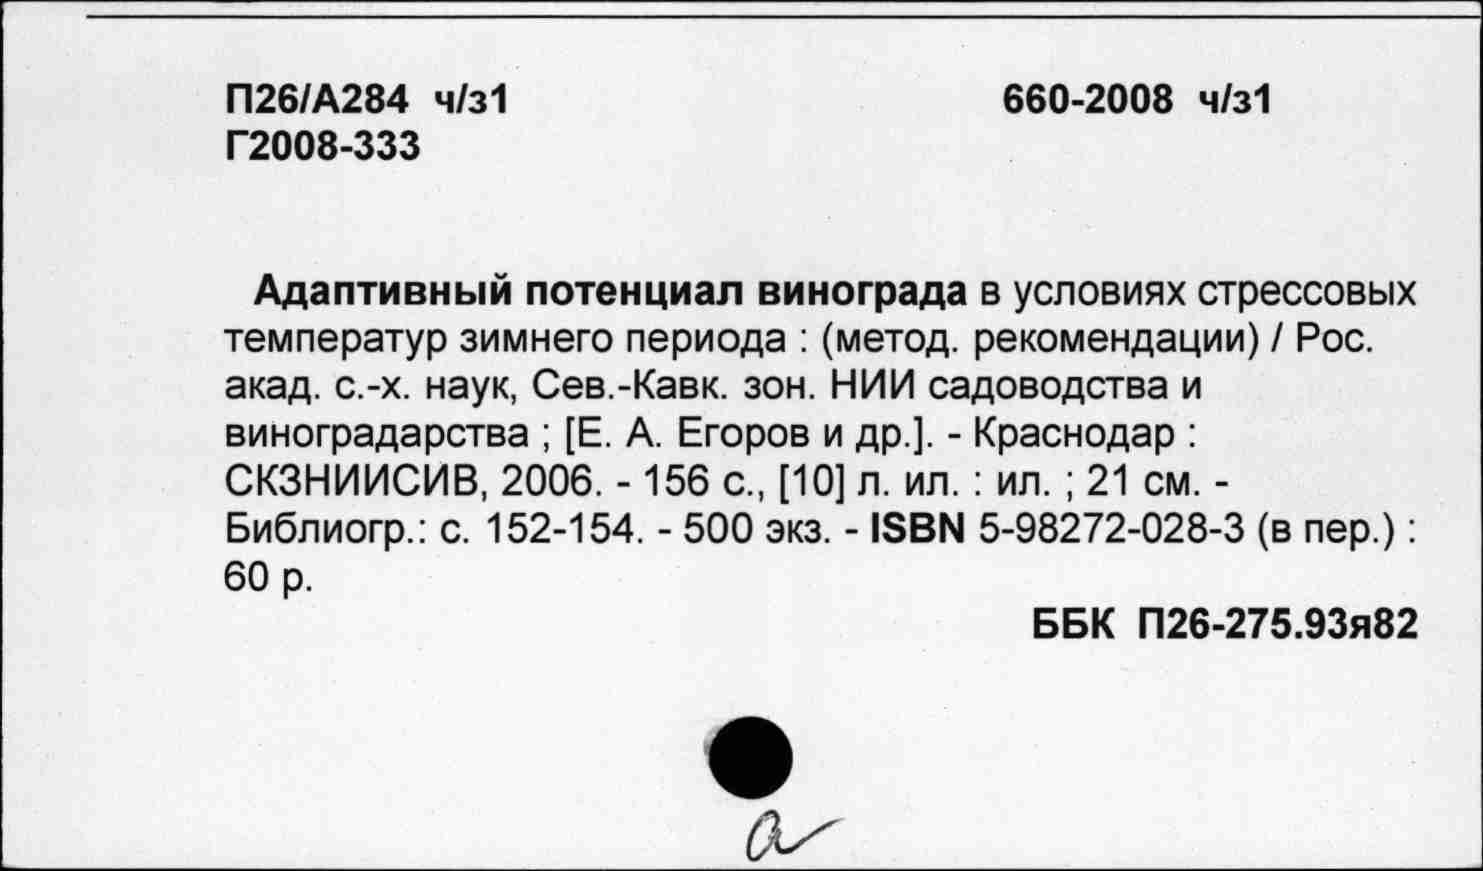 П26/А284 ч/з1 660-2008 ч/з1
Г2008-333
Адаптивный потенциал винограда в условиях стрессовых
температур зимнего периода : (метод. рекомендации) / Рос.
акад. с.-х. наук, Сев.-Кавк. зон. НИИ садоводства и
виноградарства ; [Е. А. Егоров и др.]. - Краснодар :
СКЗНИИСИВ, 2006. - 156 с., [10] л. ил. : ил. ; 21 см. -
Библиогр.: с. 152-154. - 500 экз. - ISBN 5-98272-028-3 (в пер.) :
60 р.
ББК П26-275.93я82
а